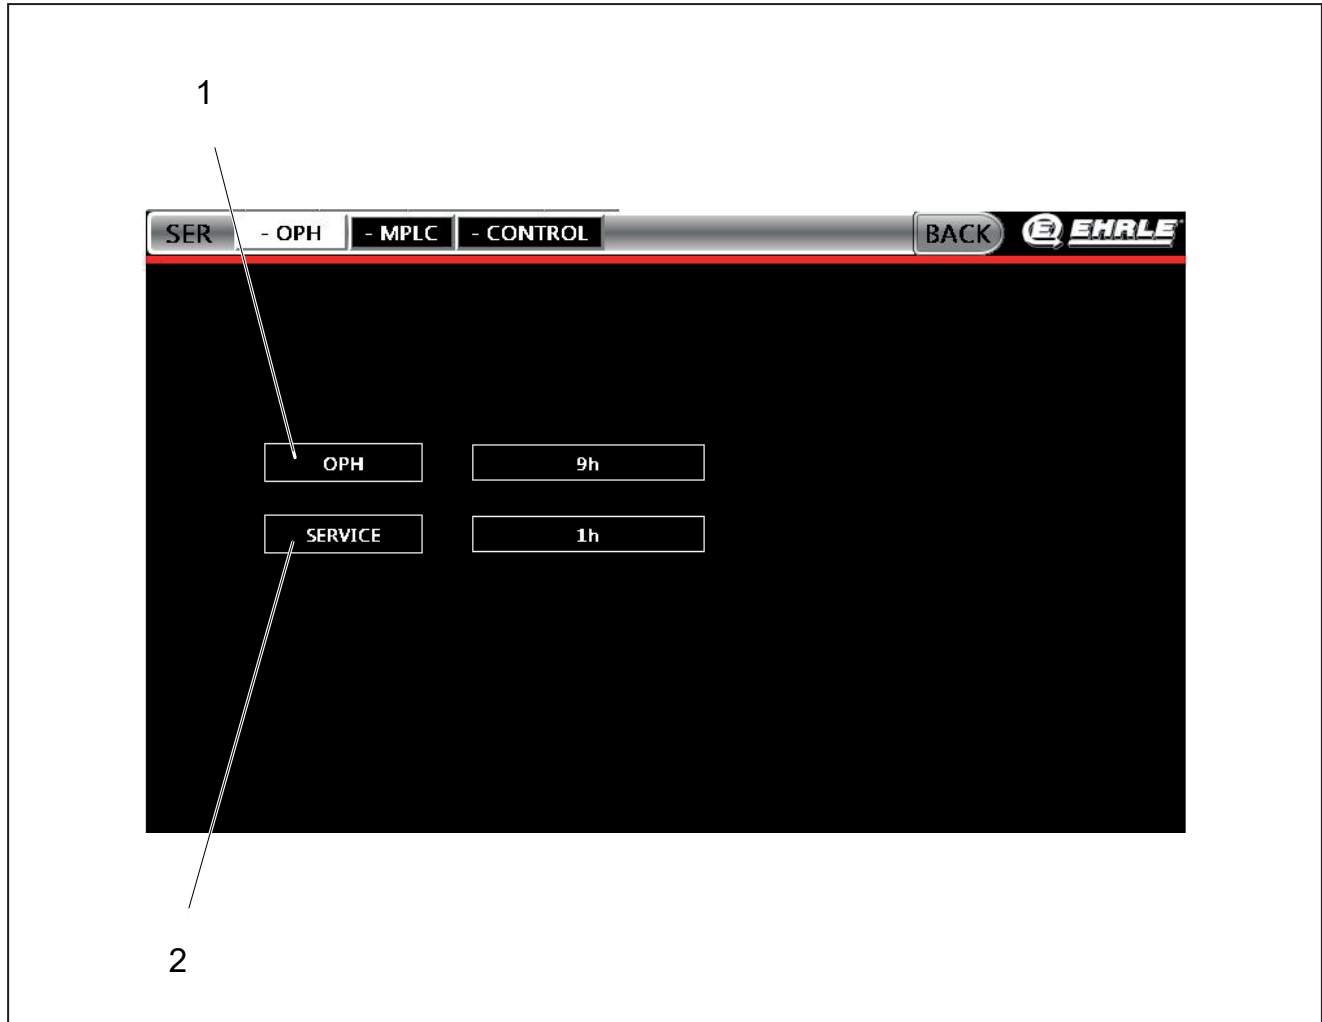 1
SER - OPH - MPLC - CONTROL BACK EHRLE
OPH 9h
SERVICE 1h
2